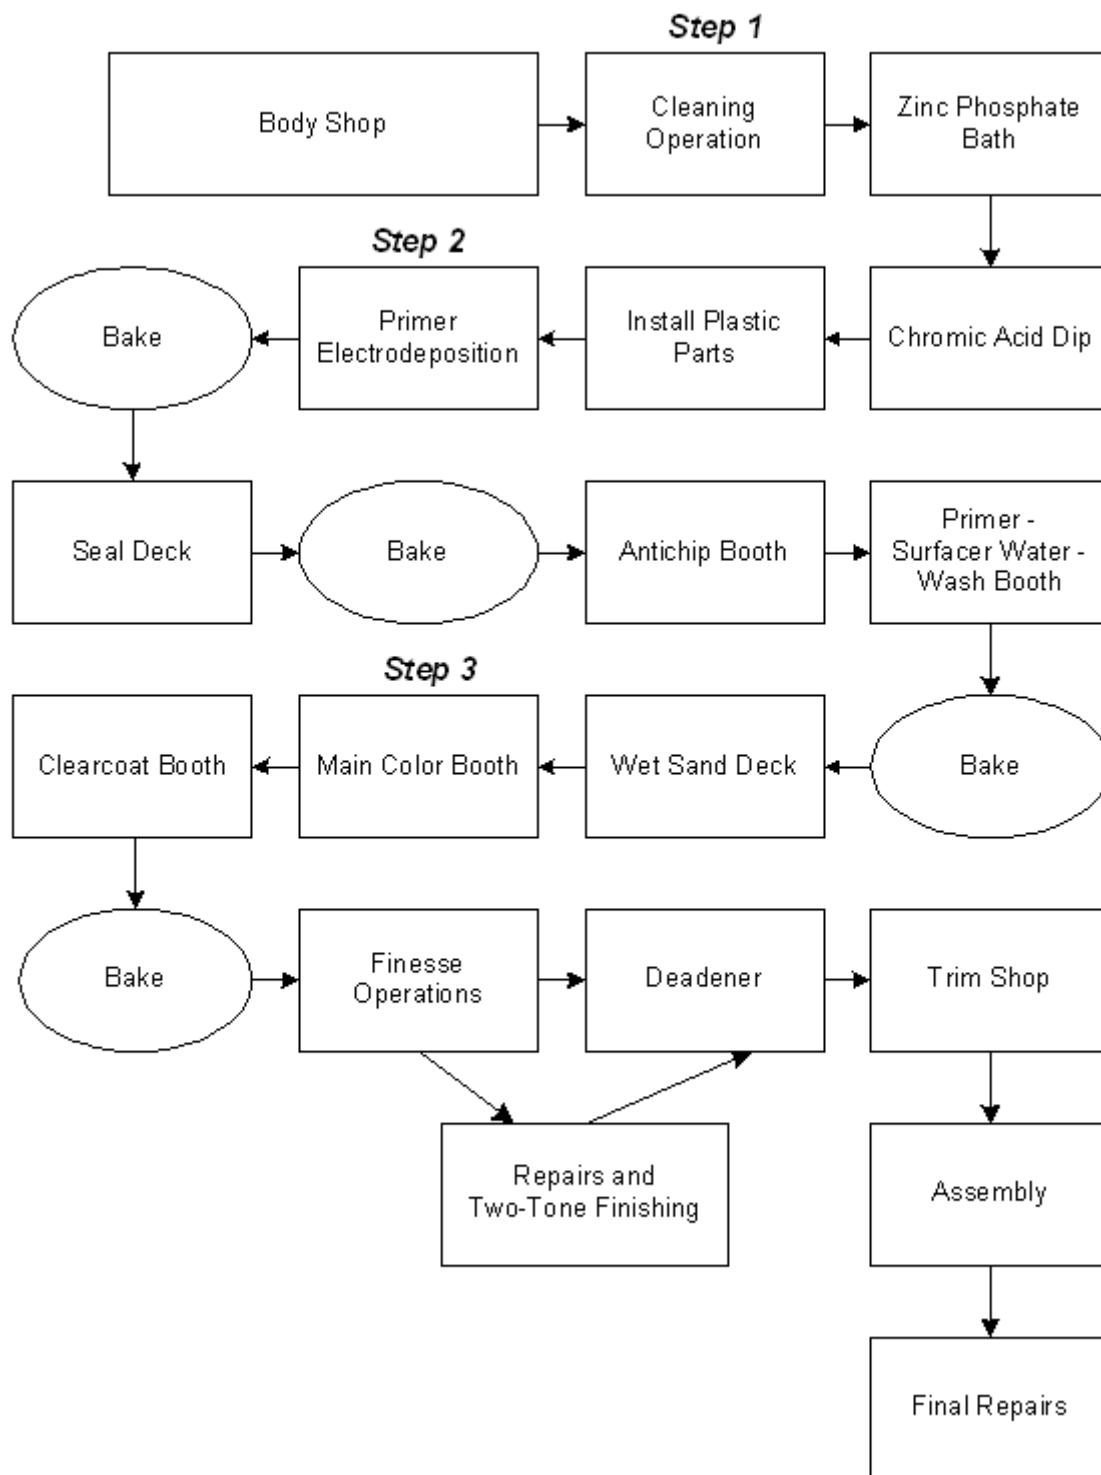 Step 1
Body Shop
Cleaning
Operation
Zinc Phosphate
Bath
Step 2
Bake
Primer
Electrodeposition
Install Plastic
Parts
Chromic Acid Dip
Seal Deck
Bake
Antichip Booth
Primer -
Surfacer Water -
Wash Booth
Step 3
Clearcoat Booth
Main Color Booth
Wet Sand Deck
Bake
Bake
Finesse
Operations
Deadener
Trim Shop
Repairs and
Two-Tone Finishing
Assembly
Final Repairs